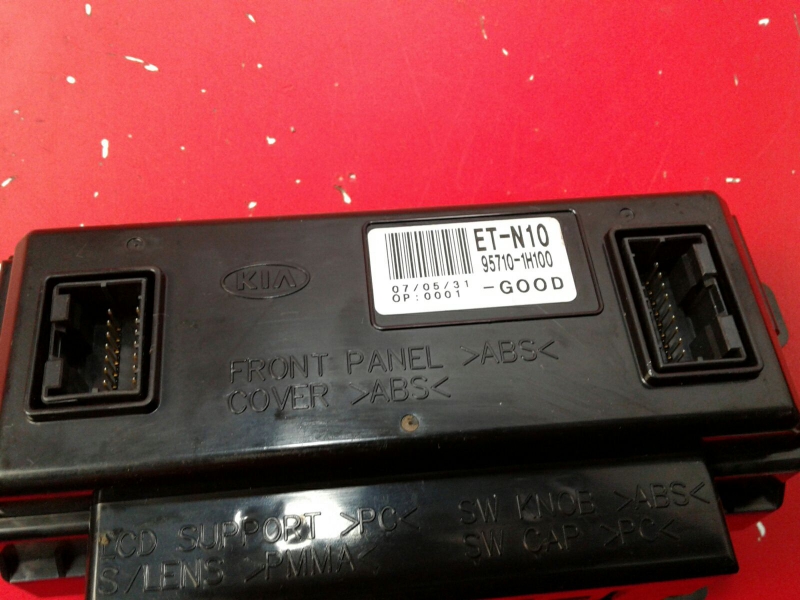 ET-N10
95710-1H100
07/05/31
OP:0001 -GOOD
KIA
FRONT PANEL >ABS<
COVER >ABS<
LCD SUPPORT >PC< SW KNOB >ABS<
S/LENS >PMMA< SW CAP >PC<